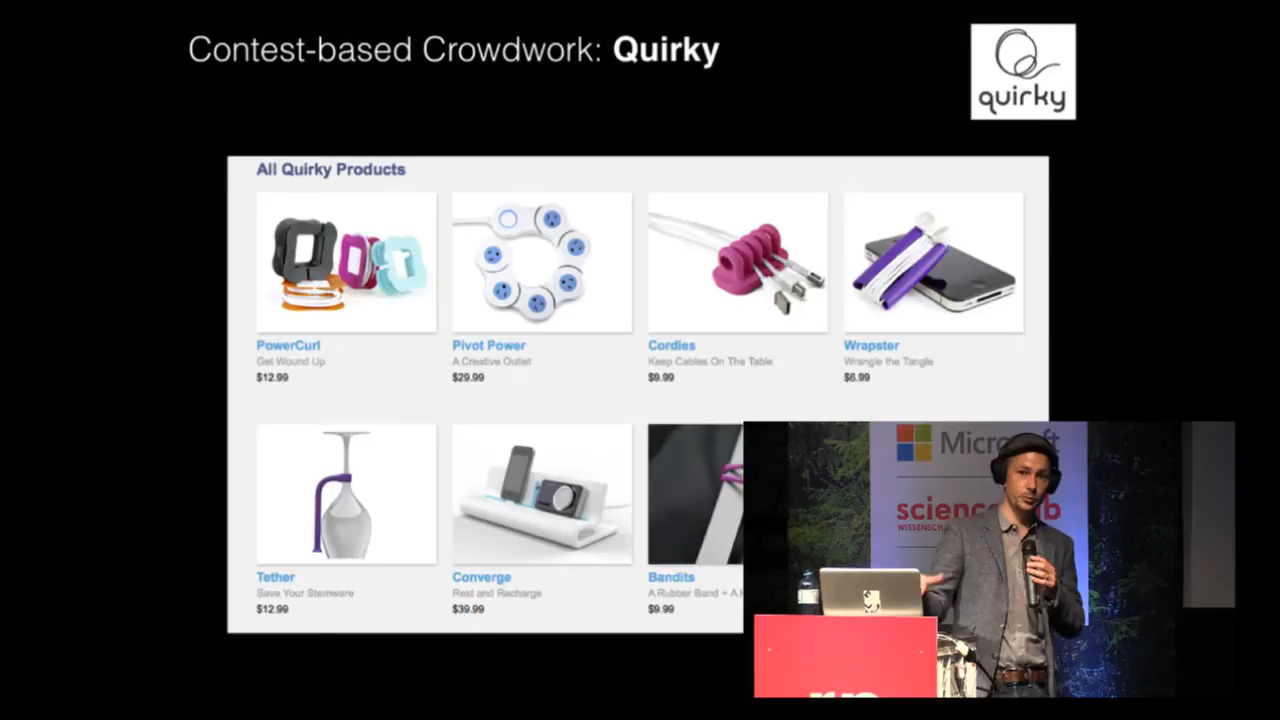 Contest-based Crowdwork: Quirky
quirky
All Quirky Products
PowerCurl
Get Wound Up
$12.99
Pivot Power
A Creative Outlet
$29.99
Cordies
Keep Cables On The Table
$9.99
Wrapster
Wrangle the Tangle
$6.99
Tether
Save Your Stemware
$12.99
Converge
Rest and Recharge
$39.99
Bandits
A Rubber Band + A
$9.99
Microsoft